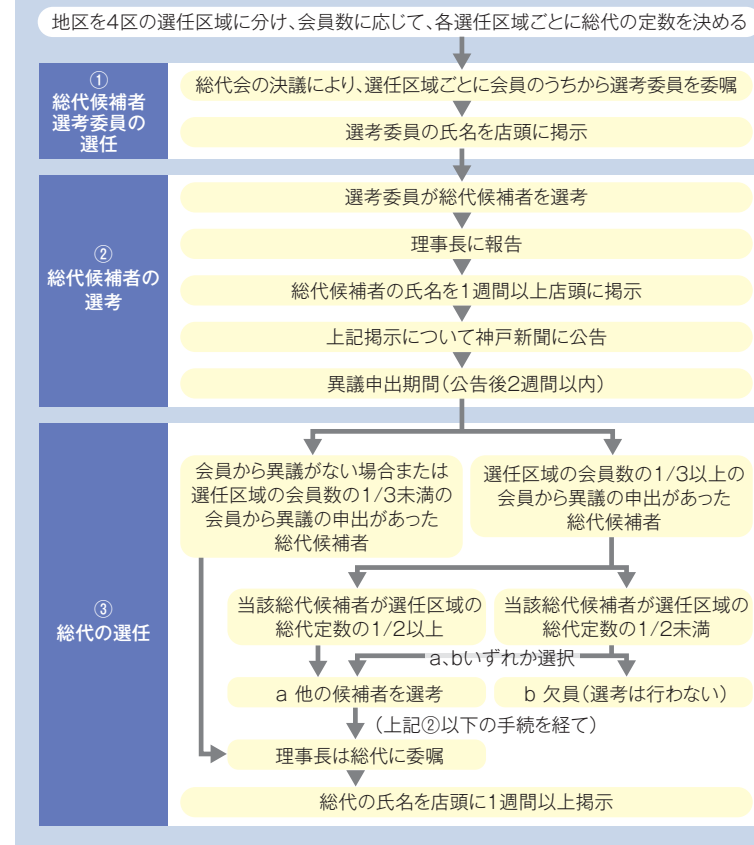 地区を4区の選任区域に分け、会員数に応じて、各選任区域ごとに総代の定数を決める
①
総代候補者
選考委員の
選任
総代会の決議により、選任区域ごとに会員のうちから選考委員を委嘱
選考委員の氏名を店頭に掲示
②
総代候補者の
選考
選考委員が総代候補者を選考
理事長に報告
総代候補者の氏名を1週間以上店頭に掲示
上記掲示について神戸新聞に公告
異議申出期間（公告後2週間以内）
③
総代の選任
会員から異議がない場合または
選任区域の会員数の1/3未満の
会員から異議の申出があった
総代候補者
選任区域の会員数の1/3以上の
会員から異議の申出があった
総代候補者
当該総代候補者が選任区域の
総代定数の1/2以上
当該総代候補者が選任区域の
総代定数の1/2未満
a、bいずれか選択
a 他の候補者を選考
b 欠員（選考は行わない）
（上記②以下の手続を経て）
理事長は総代に委嘱
総代の氏名を店頭に1週間以上掲示